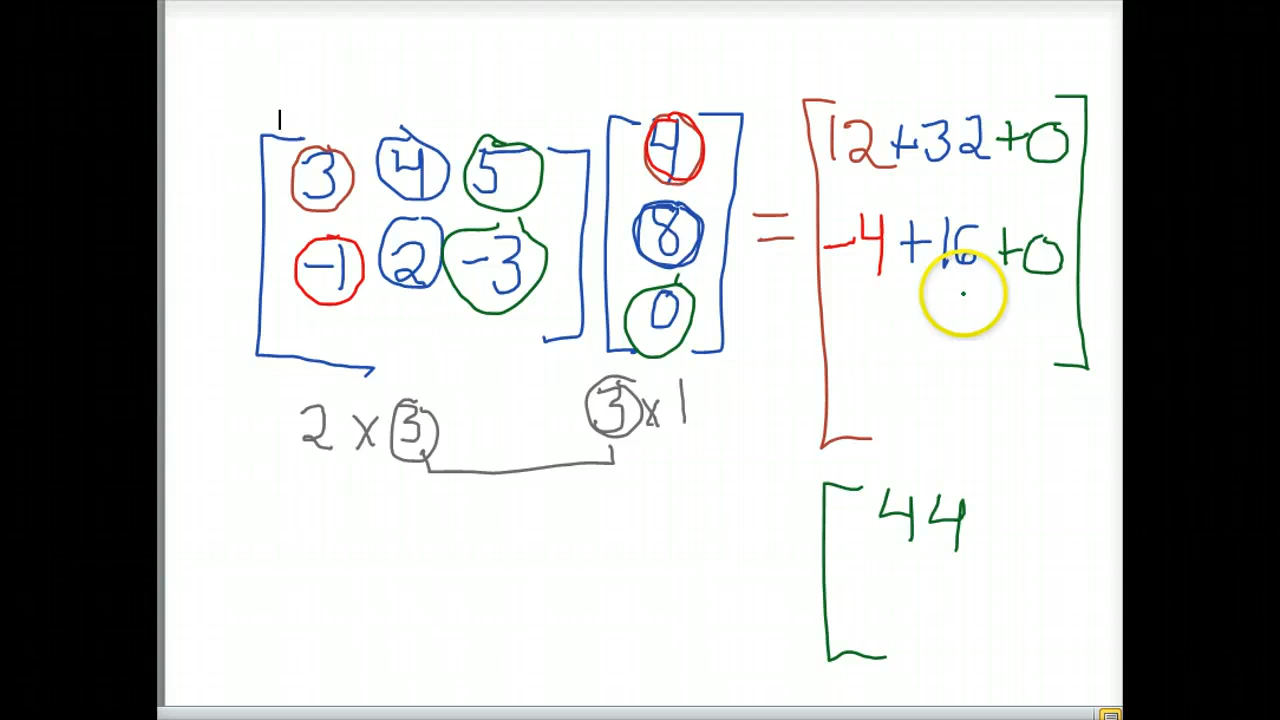 [3 4 5] [4] = [12+32+0]
[-1 2 -3] [8] [-4+16+0]
[0]
2 x 3 3 x 1
[44